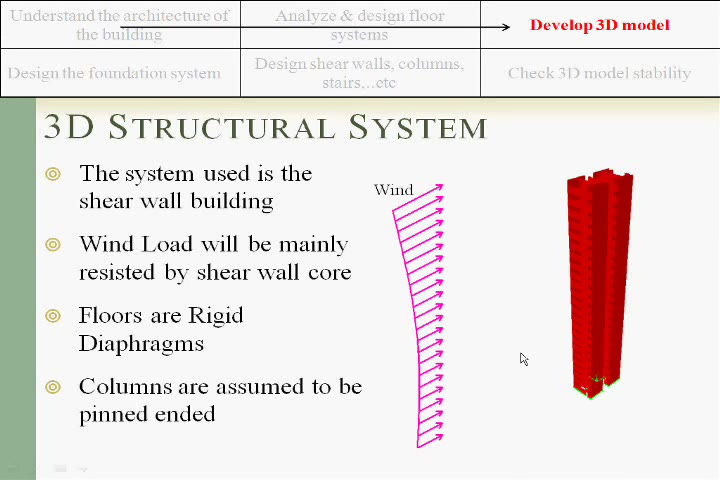 Understand the architecture of
the building
Analyze & design floor
systems
Develop 3D model
Design the foundation system
Design shear walls, columns,
stairs,..etc
Check 3D model stability
3D Structural System
The system used is the
shear wall building
Wind Load will be mainly
resisted by shear wall core
Floors are Rigid
Diaphragms
Columns are assumed to be
pinned ended
Wind